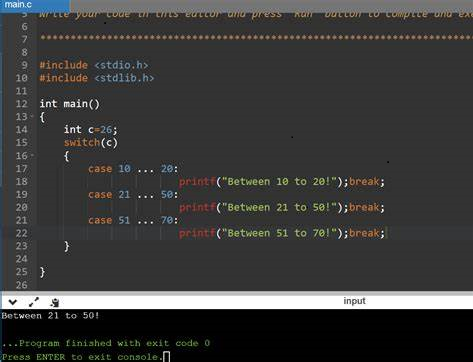 main.c
5 Write your code in this editor and press "Run" button to compile and exe
6
7 *******************************************************************************
8
9 #include <stdio.h>
10 #include <stdlib.h>
11
12 int main()
13 {
14 int c=26;
15 switch(c)
16 {
17 case 10 ... 20:
18 printf("Between 10 to 20!");break;
19 case 21 ... 50:
20 printf("Between 21 to 50!");break;
21 case 51 ... 70:
22 printf("Between 51 to 70!");break;
23 }
24
25 }
26
input
Between 21 to 50!
...Program finished with exit code 0
Press ENTER to exit console.